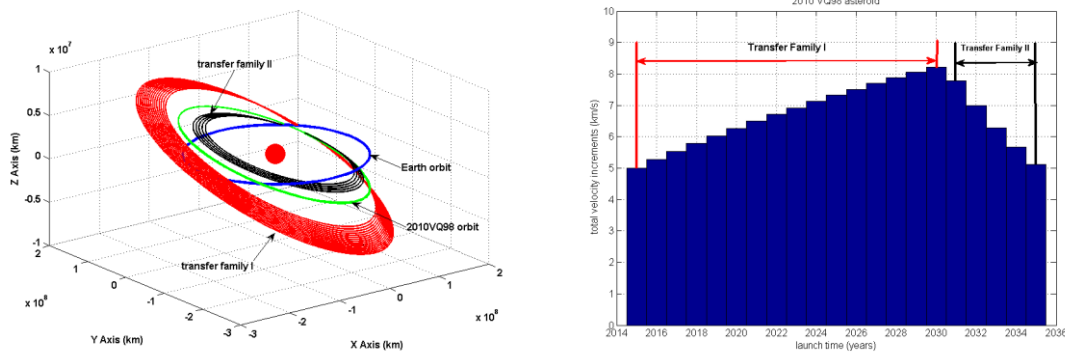 x 10^7
1
0.5
0
-0.5
-1
Z Axis (km)
transfer family II
Earth orbit
2010VQ98 orbit
transfer family I
2
1
0
-1
-2
-3
x 10^8
Y Axis (km)
-3
-2
-1
0
1
2
x 10^8
X Axis (km)
2010 VQ98 asteroid
10
9
8
7
6
5
4
3
2
1
0
total velocity increments (km/s)
Transfer Family I
Transfer Family II
2014 2016 2018 2020 2022 2024 2026 2028 2030 2032 2034 2036
launch time (years)